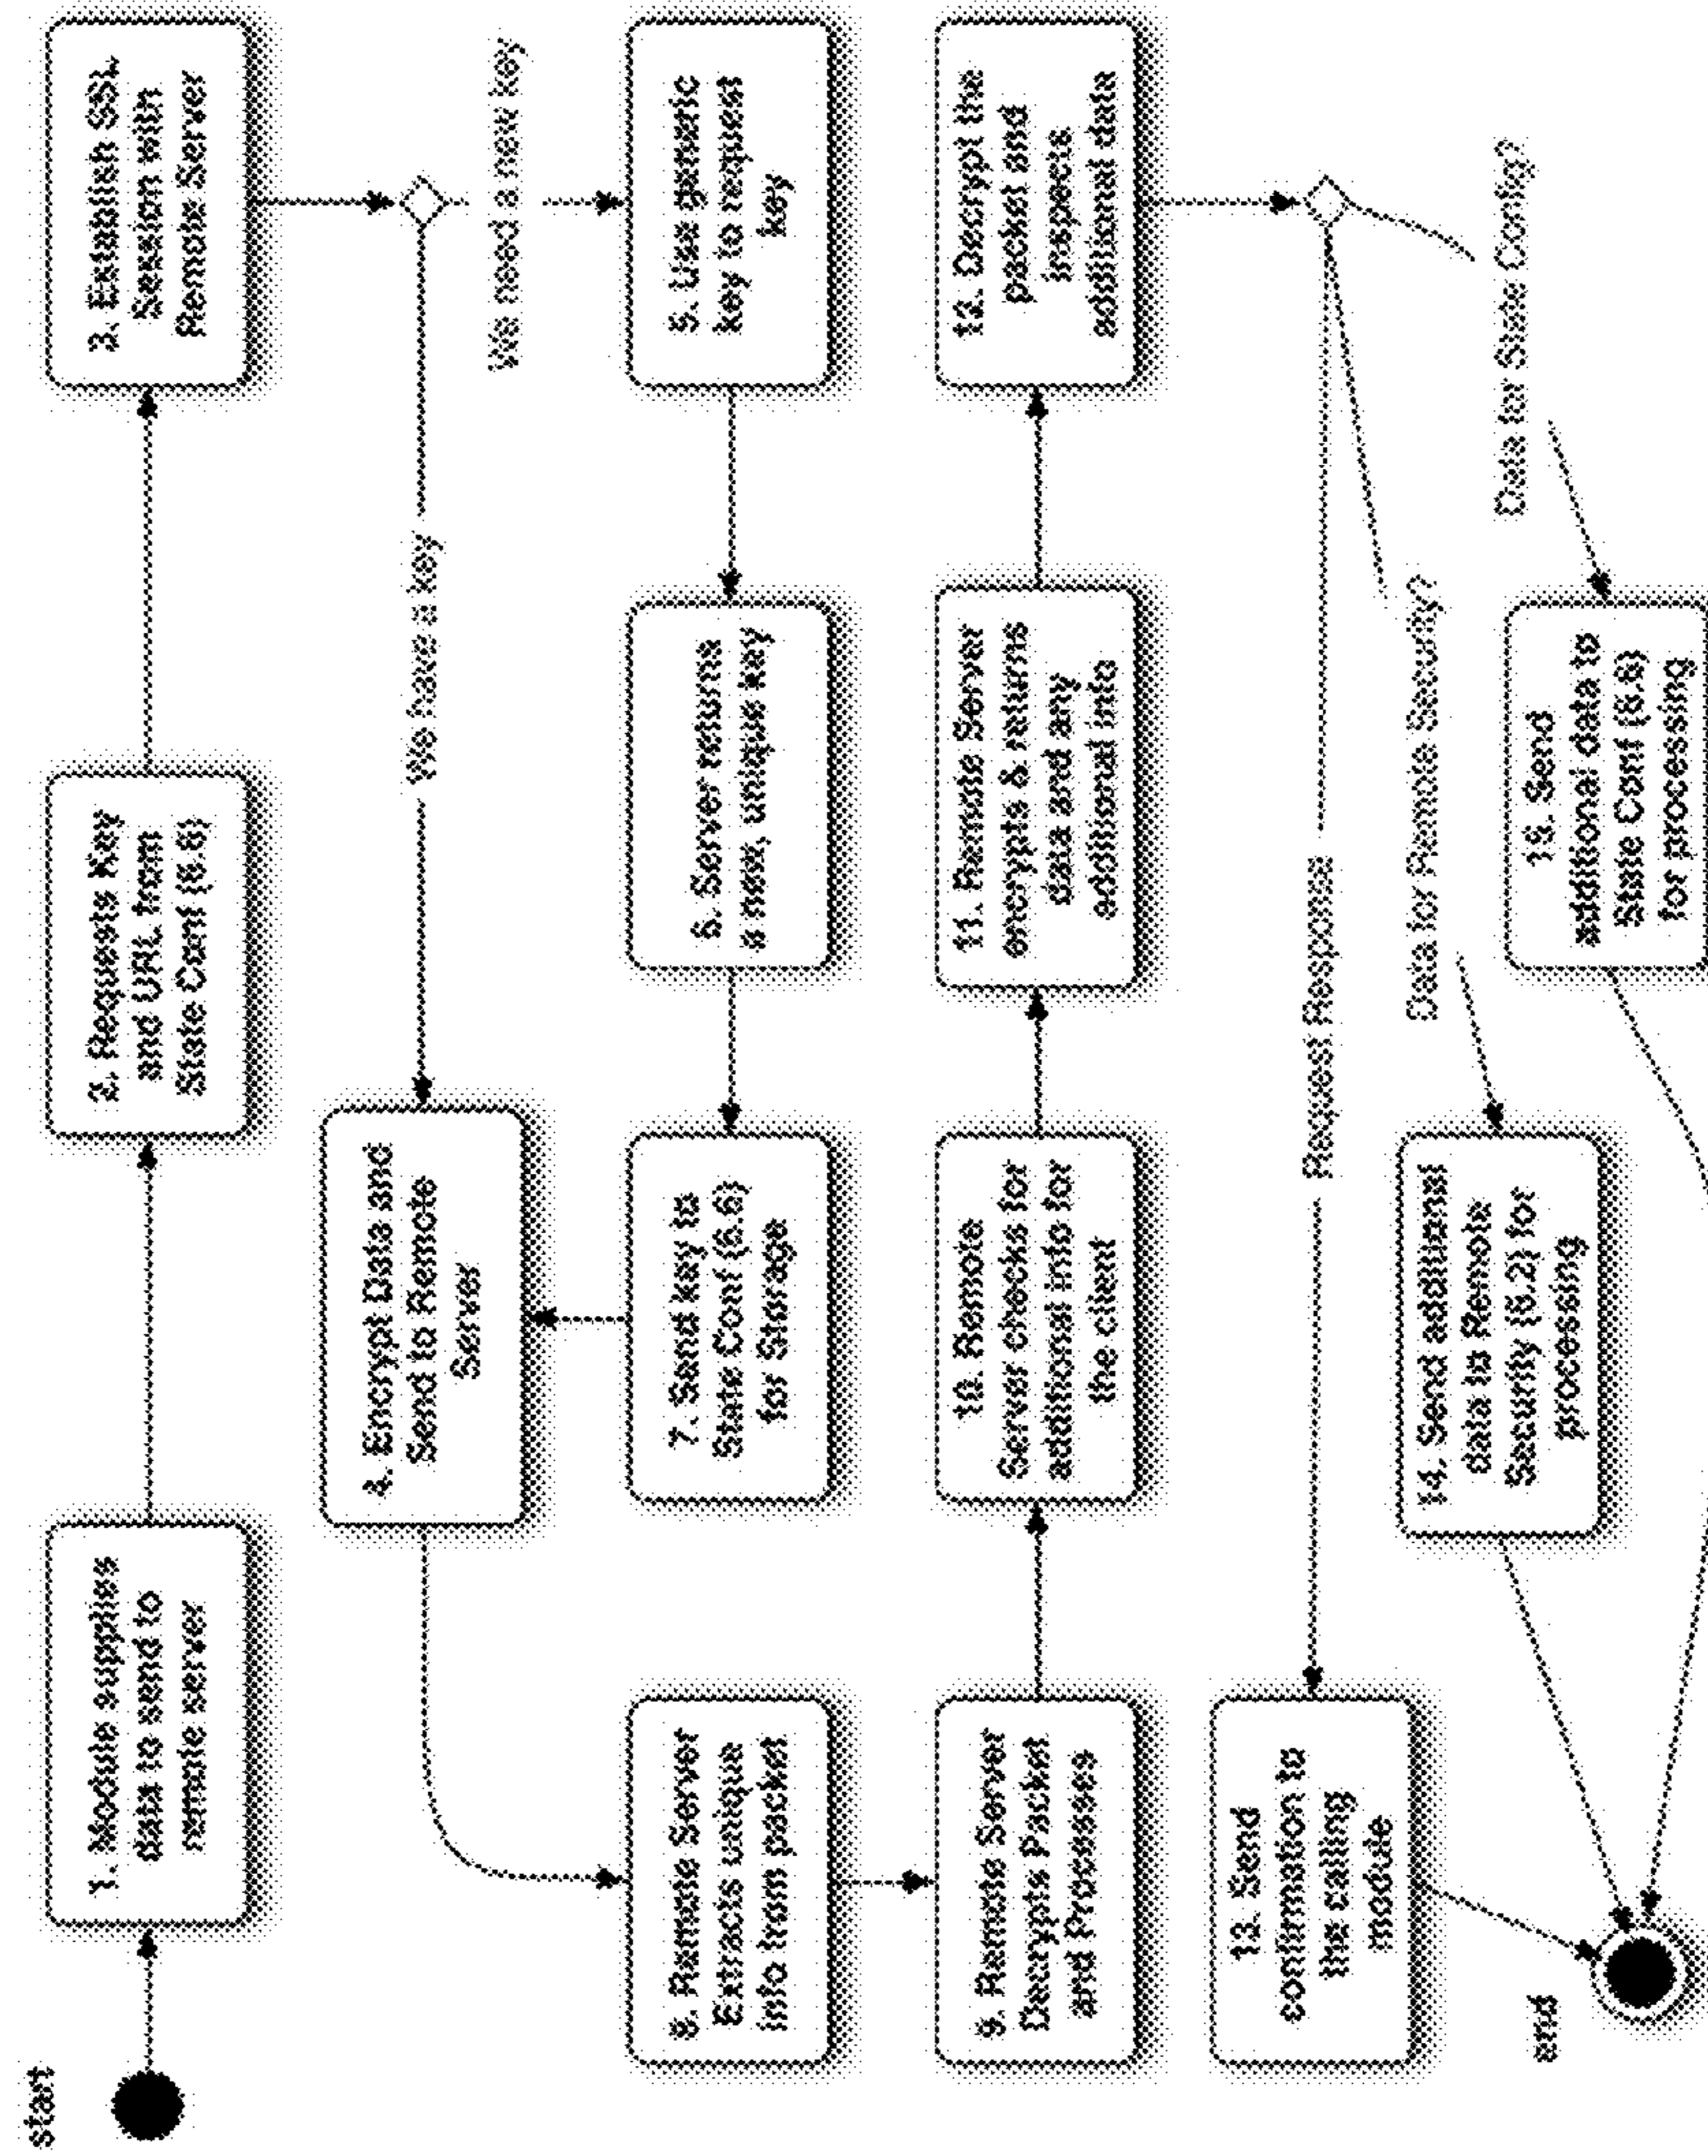 start
1. Module supplies
data to send to
remote server
2. Requests Key
and URL from
State Conf (6.6)
3. Establish SSL
Session with
Remote Server
We have a key
We need a new key
4. Encrypt Data and
Send to Remote
Server
5. Use generic
key to request
key
6. Server returns
a new, unique key
7. Send key to
State Conf (6.6)
for Storage
8. Remote Server
Extracts unique
info from packet
9. Remote Server
Decrypts Packet
and Processes
10. Remote
Server checks for
additional info for
the client
11. Remote Server
encrypts & returns
data and any
additional info
12. Decrypt the
packet and
inspects
additional data
Request Response
Data for Remote Security?
Data for State Config?
13. Send
confirmation to
the calling
module
14. Send additional
data to Remote
Security (6.2) for
processing
15. Send
additional data to
State Conf (6.6)
for processing
end